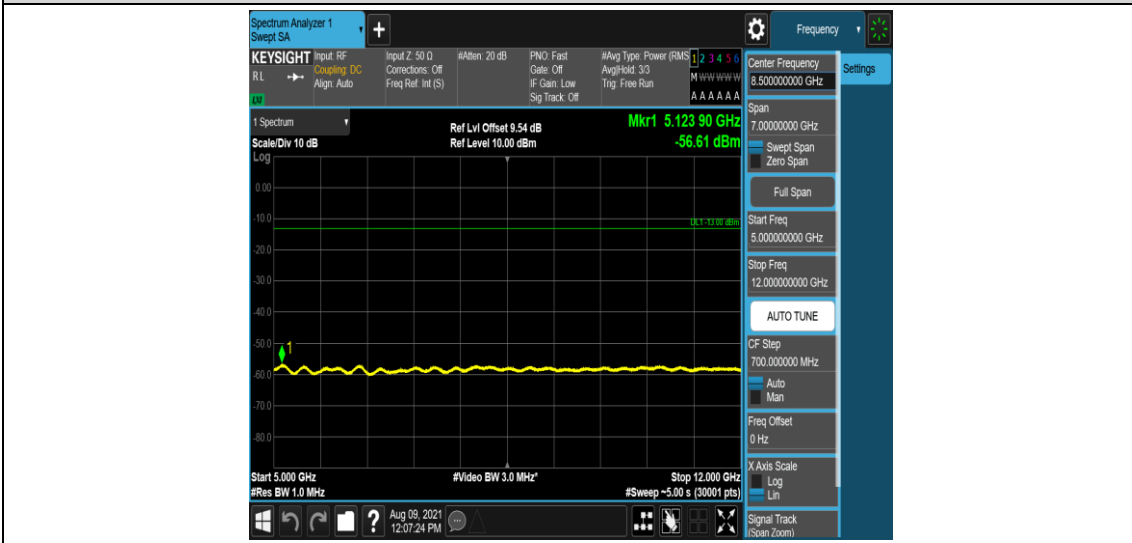 Spectrum Analyzer 1
Swept SA
+
Frequency
KEYSIGHT
RL
LXI
Input: RF
Coupling: DC
Align: Auto
Input Z: 50 Ω
Corrections: Off
Freq Ref: Int (S)
#Atten: 20 dB
PNO: Fast
Gate: Off
IF Gain: Low
Sig Track: Off
#Avg Type: Power (RMS
Avg|Hold: 3/3
Trig: Free Run
1 2 3 4 5 6
M W W W W W
A A A A A A
1 Spectrum
Scale/Div 10 dB
Log
Ref Lvl Offset 9.54 dB
Ref Level 10.00 dBm
Mkr1 5.123 90 GHz
-56.61 dBm
0.00
-10.0
DL1 -13.00 dBm
-20.0
-30.0
-40.0
-50.0
1
-60.0
-70.0
-80.0
Start 5.000 GHz
#Res BW 1.0 MHz
#Video BW 3.0 MHz*
Stop 12.000 GHz
#Sweep ~5.00 s (30001 pts)
?
Aug 09, 2021
12:07:24 PM
Center Frequency
8.500000000 GHz
Settings
Span
7.00000000 GHz
Swept Span
Zero Span
Full Span
Start Freq
5.000000000 GHz
Stop Freq
12.000000000 GHz
AUTO TUNE
CF Step
700.000000 MHz
Auto
Man
Freq Offset
0 Hz
X Axis Scale
Log
Lin
Signal Track
(Span Zoom)